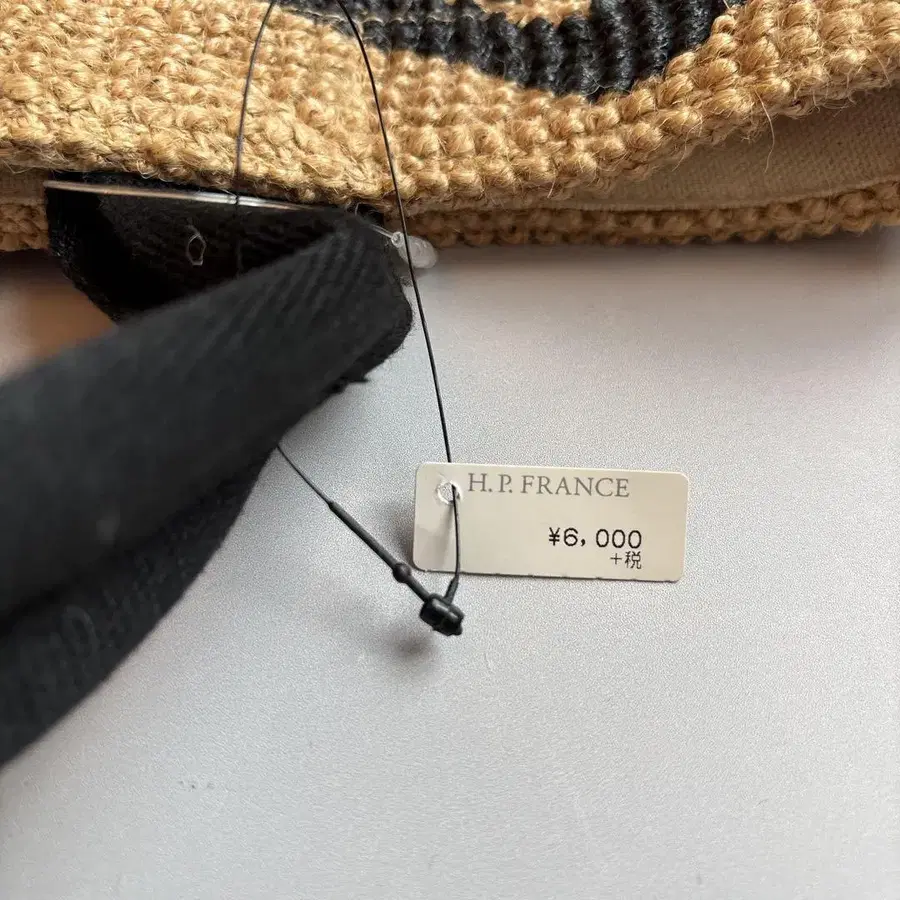 H.P. FRANCE
¥6,000
+税